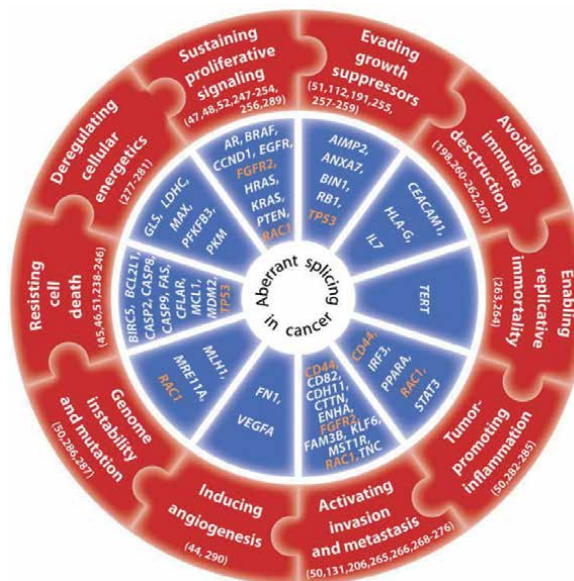 Sustaining
proliferative
signaling
(47,48,52,247-254,
256,289)
AR, BRAF,
CCND1, EGFR,
FGFR2,
HRAS,
KRAS,
PTEN,
RAC1
Evading
growth
suppressors
(51,112,191,255,
257-259)
AIMP2,
ANXA7,
BIN1,
RB1,
TP53
Avoiding
immune
desctruction
(198,260-262,267)
CEACAM1,
HLA-G,
IL7
Enabling
replicative
immortality
(263,264)
TERT
Tumor-
promoting
inflammation
(50,282-285)
CD44,
IRF3,
PPARA,
RAC1,
STAT3
Activating
invasion
and metastasis
(50,131,206,265,266,268-276)
CD44,
CD82,
CDH11,
CTTN,
ENHA,
FGFR2,
FAM3B, KLF6,
MST1R,
RAC1, TNC
Inducing
angiogenesis
(44, 290)
FN1,
VEGFA
Genome
instability
and mutation
(50,286,287)
MLH1,
MRE11A,
RAC1
Resisting
cell
death
(45,46,51,238-246)
BIRC5, BCL2L1,
CASP2, CASP8,
CASP9, FAS,
CFLAR,
MCL1,
MDM2,
TP53
Deregulating
cellular
energetics
(277-281)
GLS, LDHC,
MAX,
PFKFB3,
PKM
Aberrant splicing
in cancer